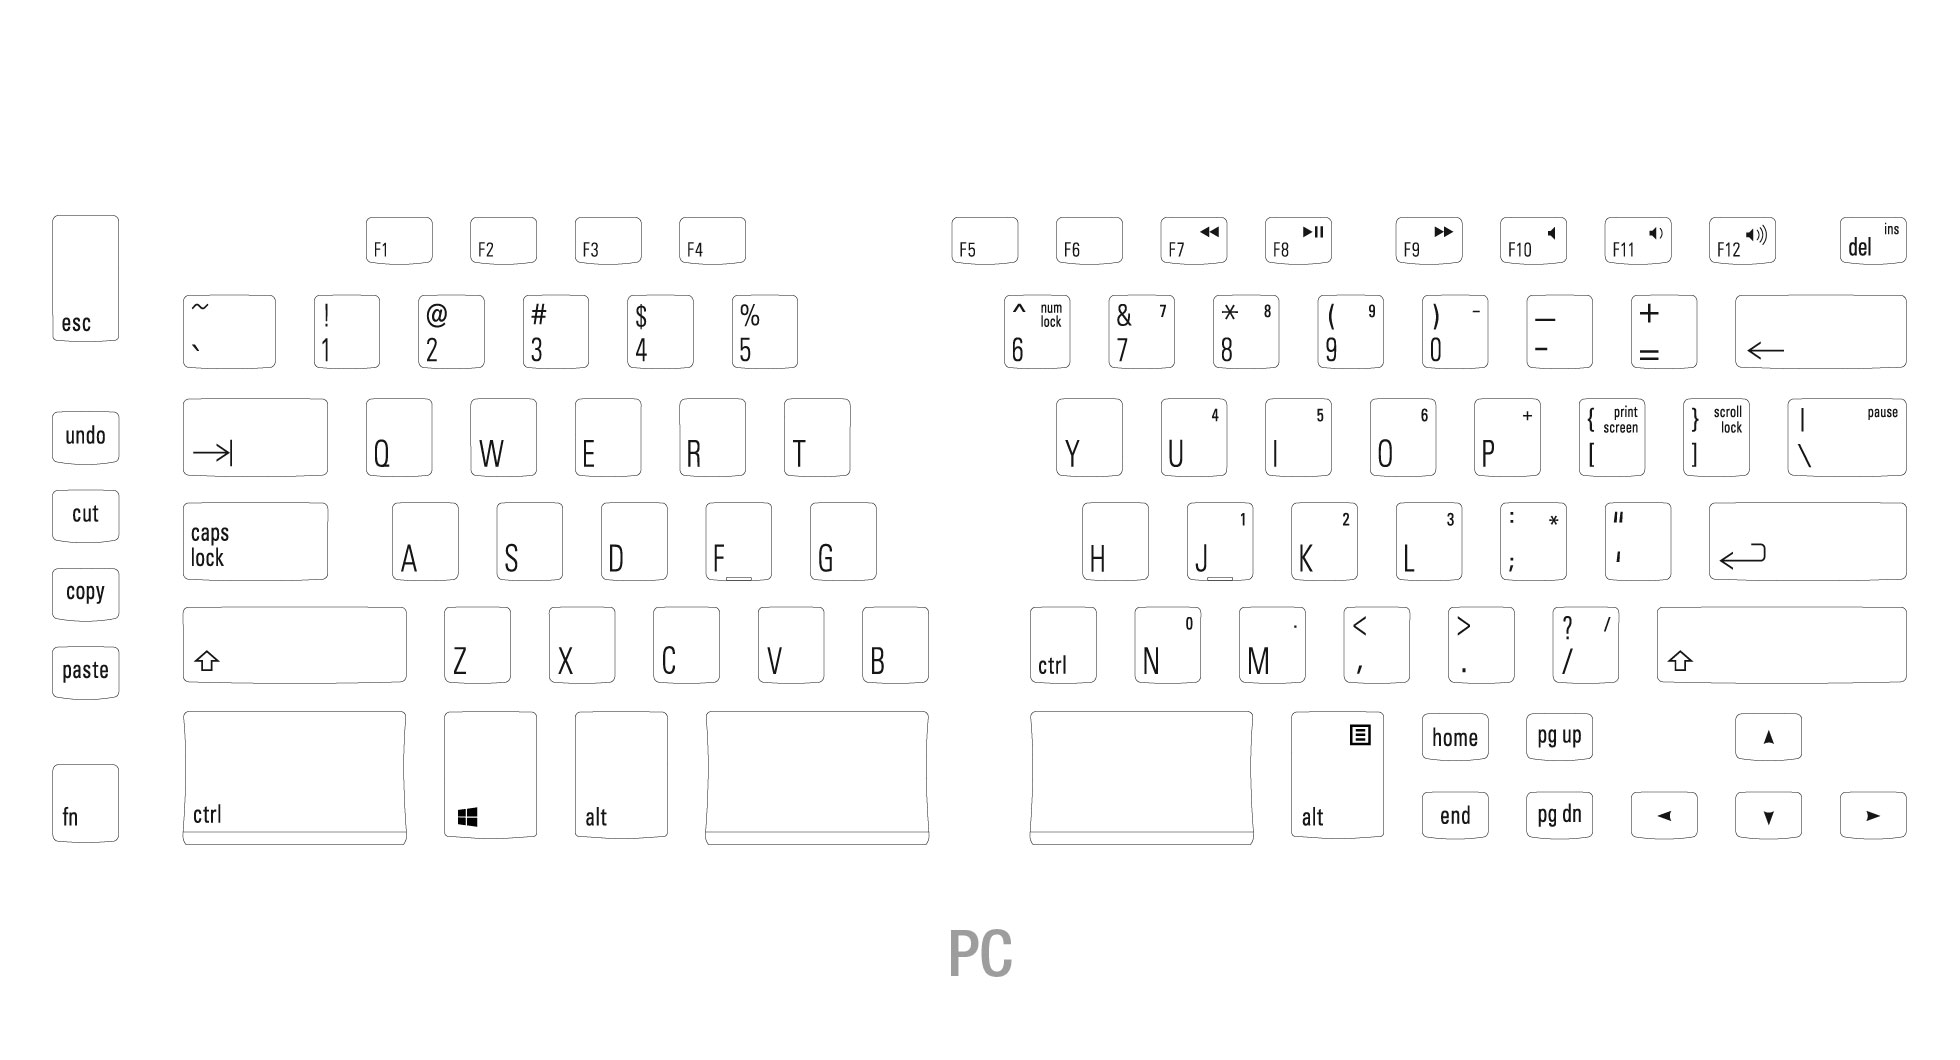 esc F1 F2 F3 F4 F5 F6 F7 F8 F9 F10 F11 F12 del ins
~ ` ! 1 @ 2 # 3 $ 4 % 5 ^ 6 num lock & 7 7 * 8 8 ( 9 9 ) 0 - — - + = ←
undo Q W E R T Y U 4 I 5 O 6 P + { [ print screen } ] scroll lock | \ pause
cut caps lock A S D F G H J 1 K 2 L 3 : ; * " '
copy
paste Z X C V B ctrl N 0 M . < , > . ? / /
fn ctrl alt alt home pg up
end pg dn
PC